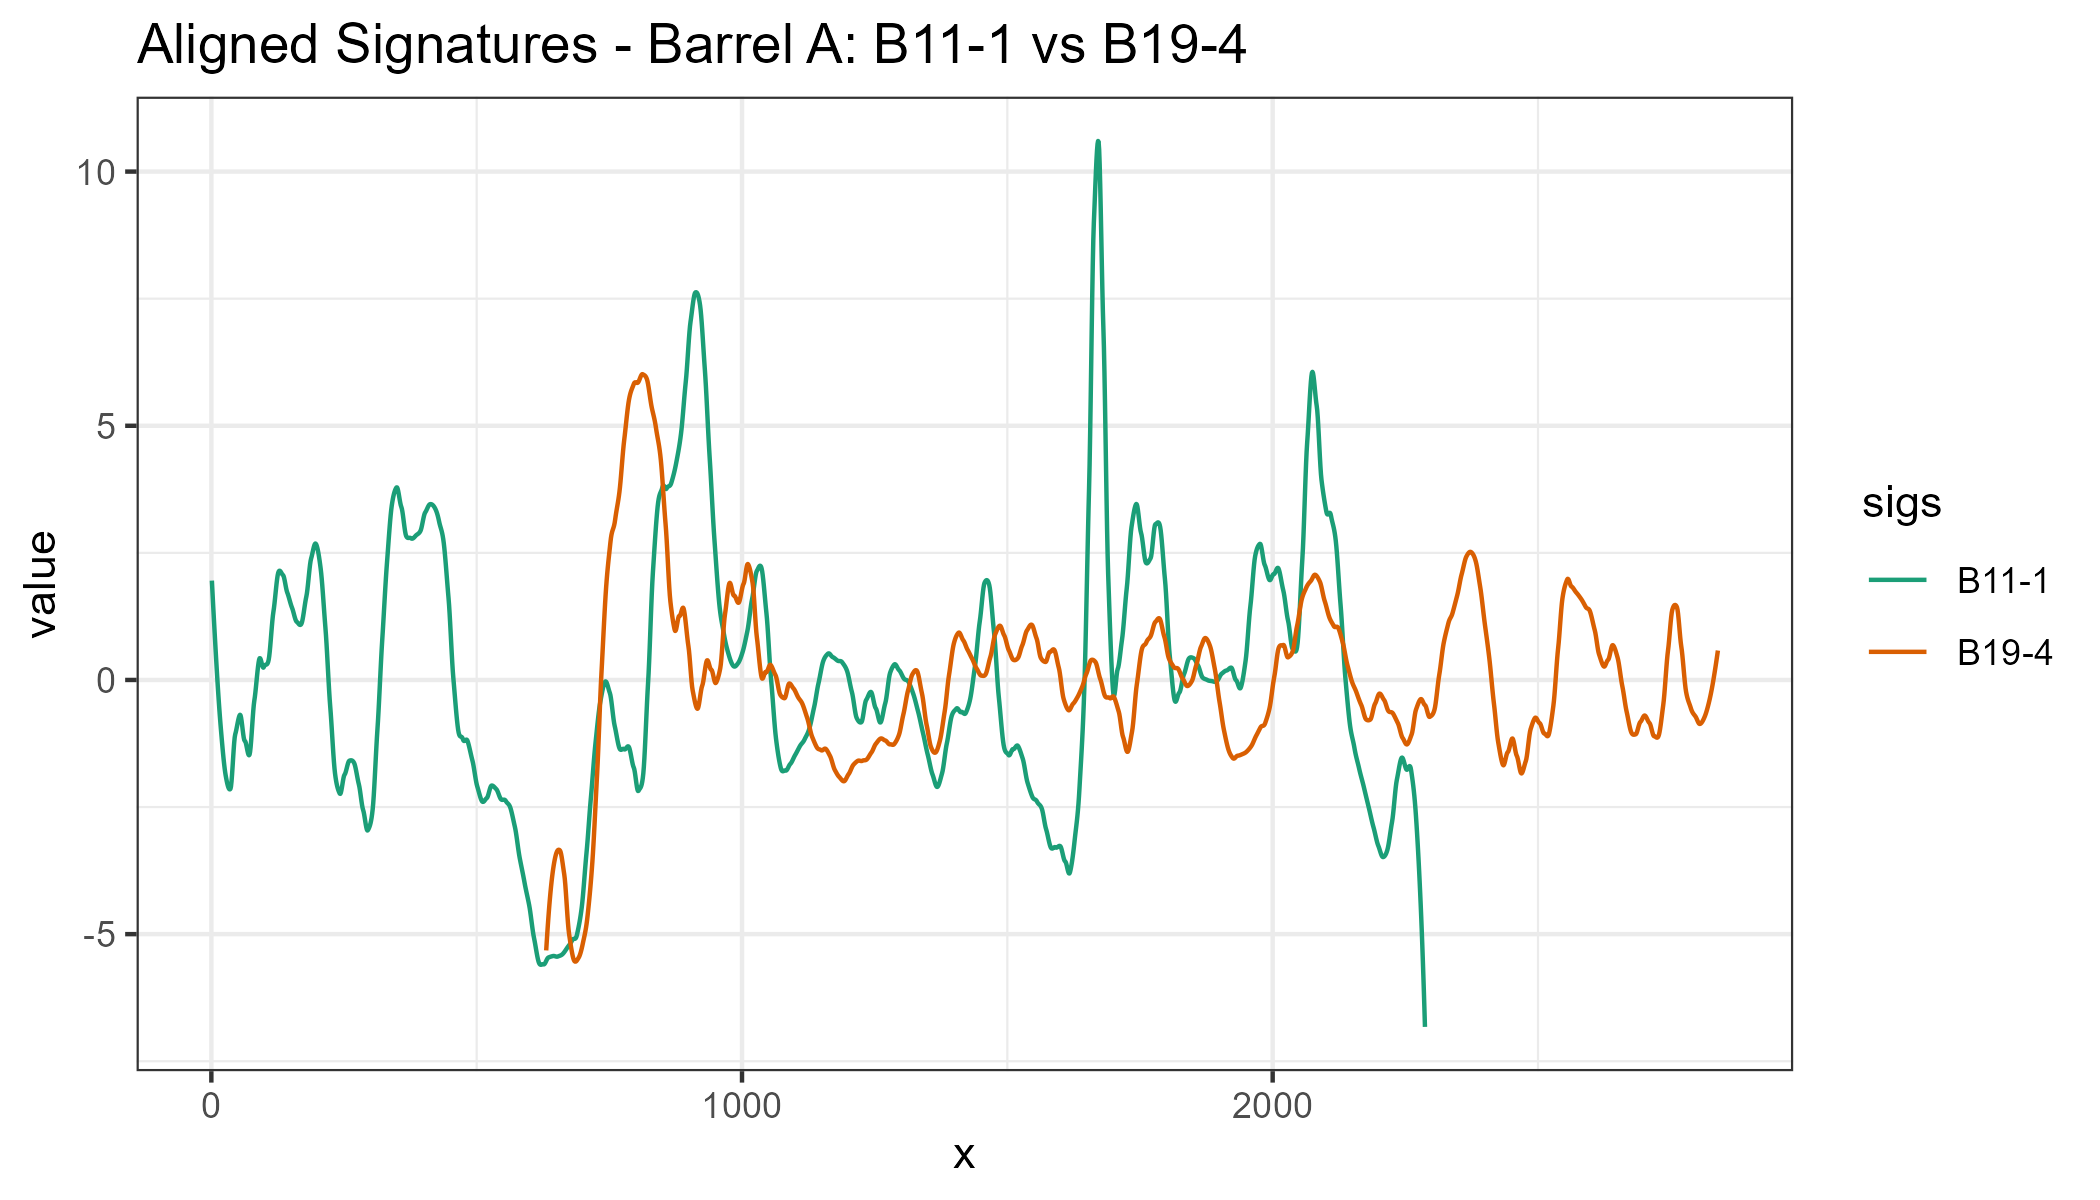 Aligned Signatures - Barrel A: B11-1 vs B19-4
10
5
0
-5
value
0 1000 2000
x
sigs
B11-1
B19-4